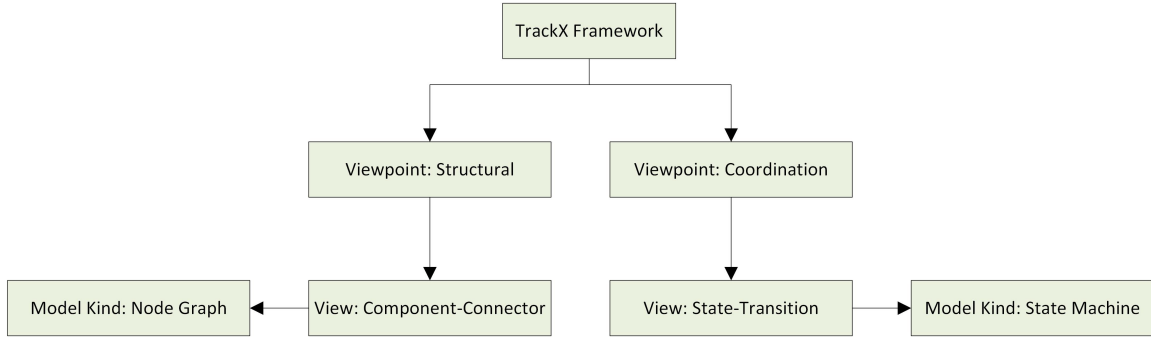 TrackX Framework
Viewpoint: Structural
Viewpoint: Coordination
Model Kind: Node Graph
View: Component-Connector
View: State-Transition
Model Kind: State Machine